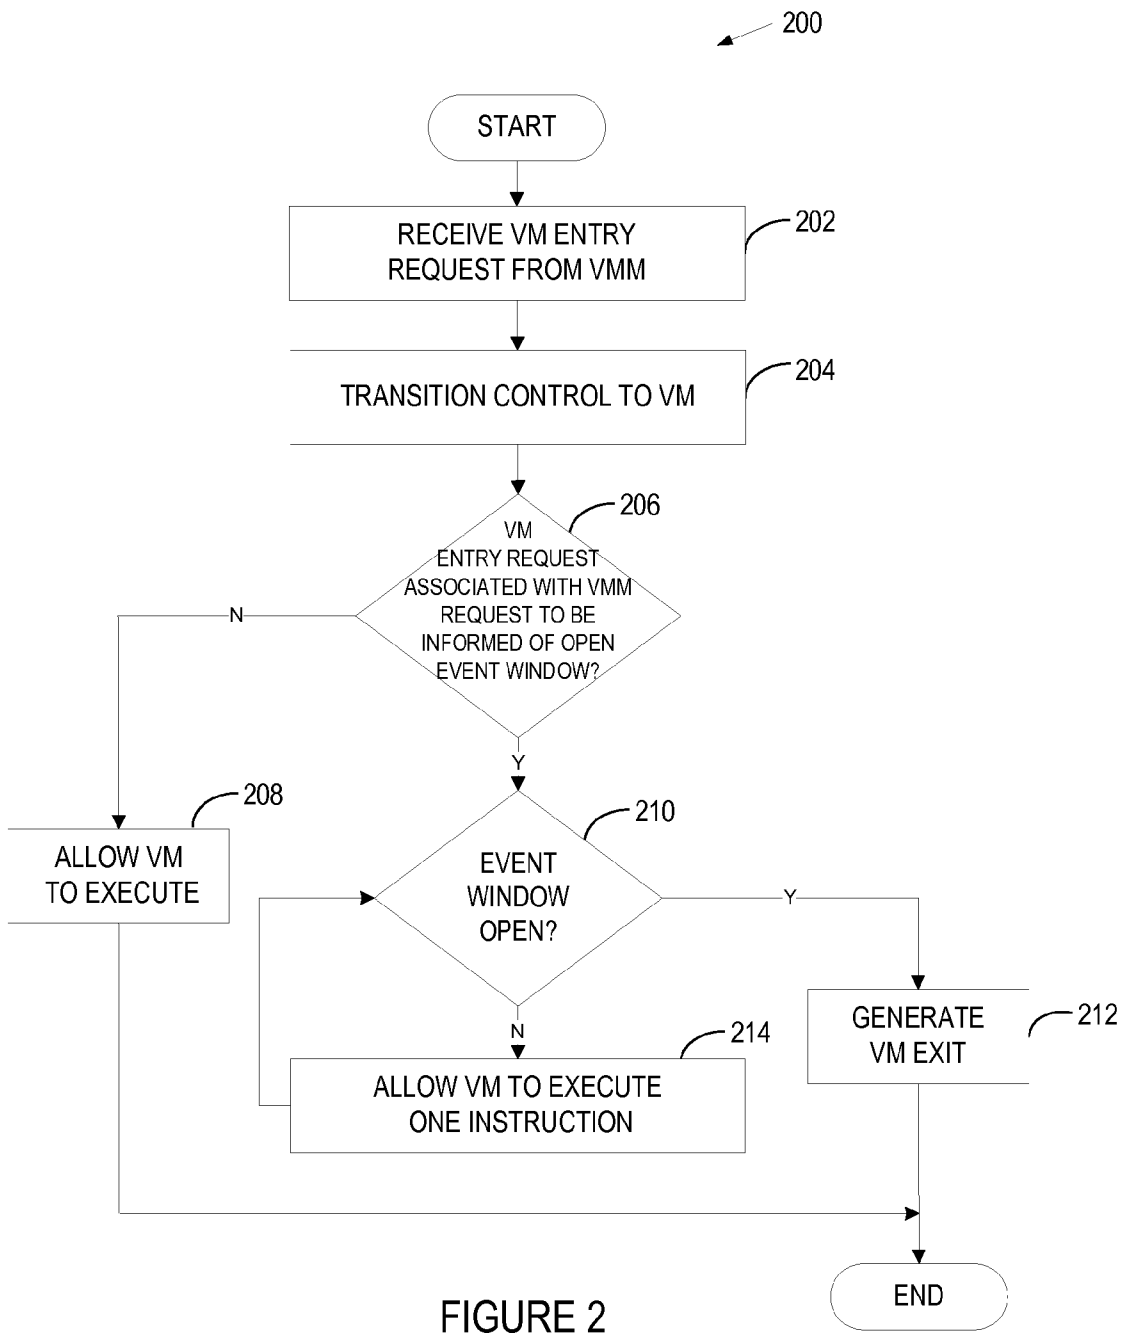 200
START
202
RECEIVE VM ENTRY
REQUEST FROM VMM
204
TRANSITION CONTROL TO VM
206
VM
ENTRY REQUEST
ASSOCIATED WITH VMM
REQUEST TO BE
INFORMED OF OPEN
EVENT WINDOW?
N
Y
208
ALLOW VM
TO EXECUTE
210
EVENT
WINDOW
OPEN?
Y
N
212
GENERATE
VM EXIT
214
ALLOW VM TO EXECUTE
ONE INSTRUCTION
END
FIGURE 2